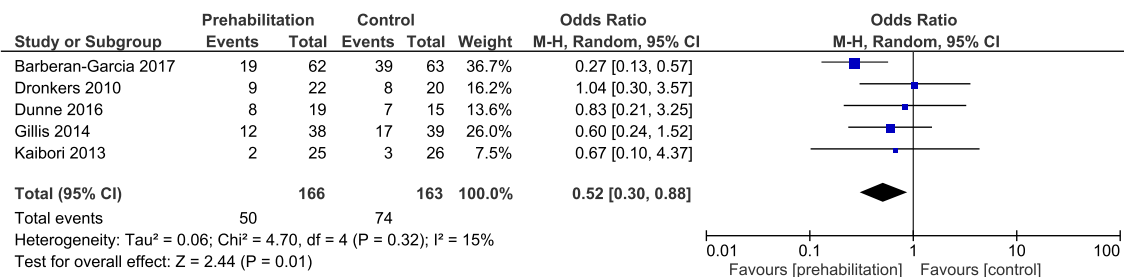 Prehabilitation Control Odds Ratio Odds Ratio
Study or Subgroup Events Total Events Total Weight M-H, Random, 95% CI M-H, Random, 95% CI
Barberan-Garcia 2017 19 62 39 63 36.7% 0.27 [0.13, 0.57]
Dronkers 2010 9 22 8 20 16.2% 1.04 [0.30, 3.57]
Dunne 2016 8 19 7 15 13.6% 0.83 [0.21, 3.25]
Gillis 2014 12 38 17 39 26.0% 0.60 [0.24, 1.52]
Kaibori 2013 2 25 3 26 7.5% 0.67 [0.10, 4.37]
Total (95% CI) 166 163 100.0% 0.52 [0.30, 0.88]
Total events 50 74
Heterogeneity: Tau² = 0.06; Chi² = 4.70, df = 4 (P = 0.32); I² = 15%
Test for overall effect: Z = 2.44 (P = 0.01)
0.01 0.1 1 10 100
Favours [prehabilitation] Favours [control]